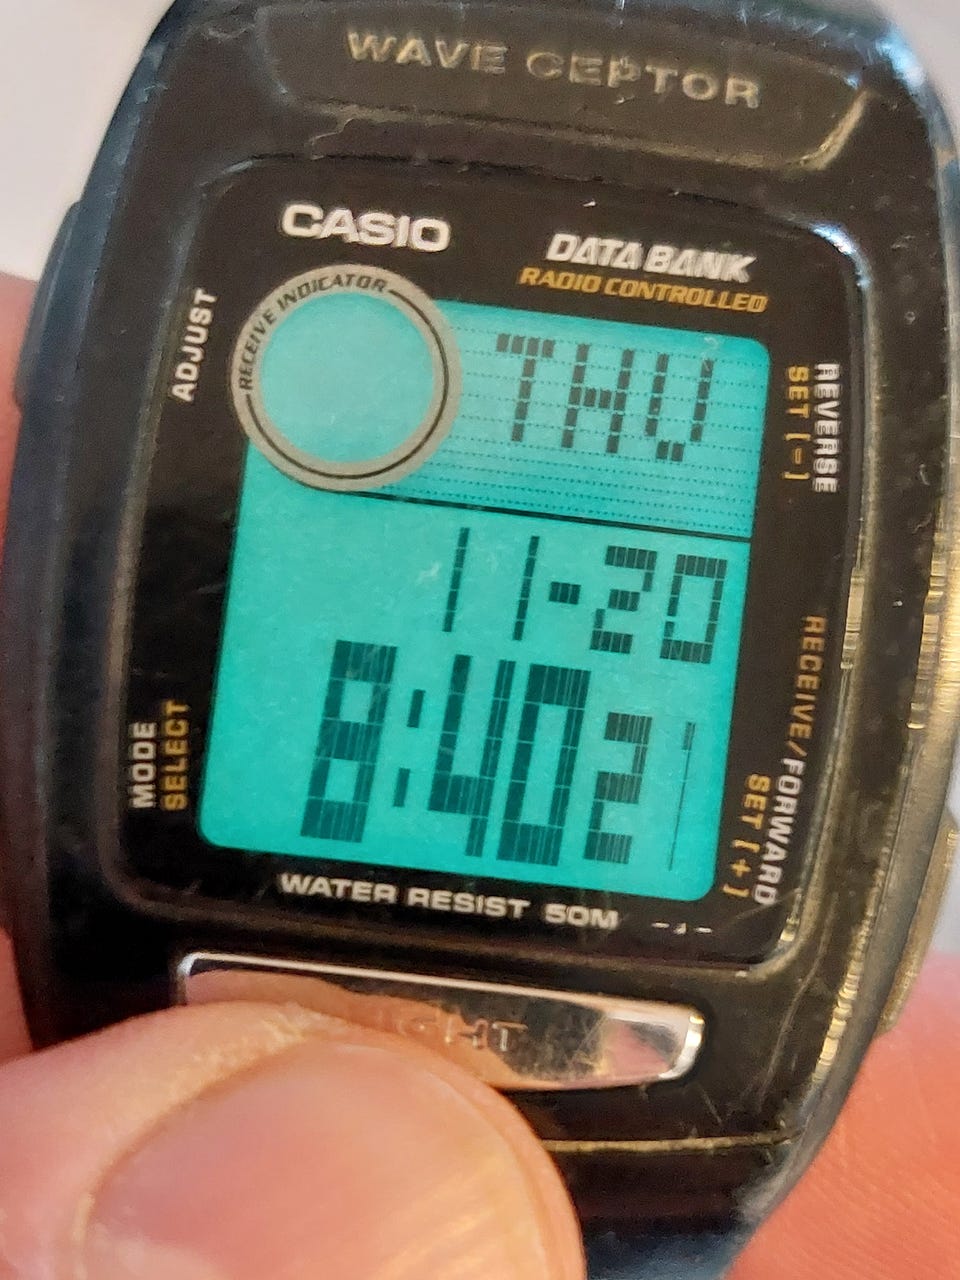 WAVE CEPTOR
CASIO
DATA BANK
RADIO CONTROLLED
RECEIVE INDICATOR
ADJUST
REVERSE
SET [-]
THU
11-20
8:40 21
MODE
SELECT
RECEIVE/FORWARD
SET [+]
WATER RESIST 50M
GHT